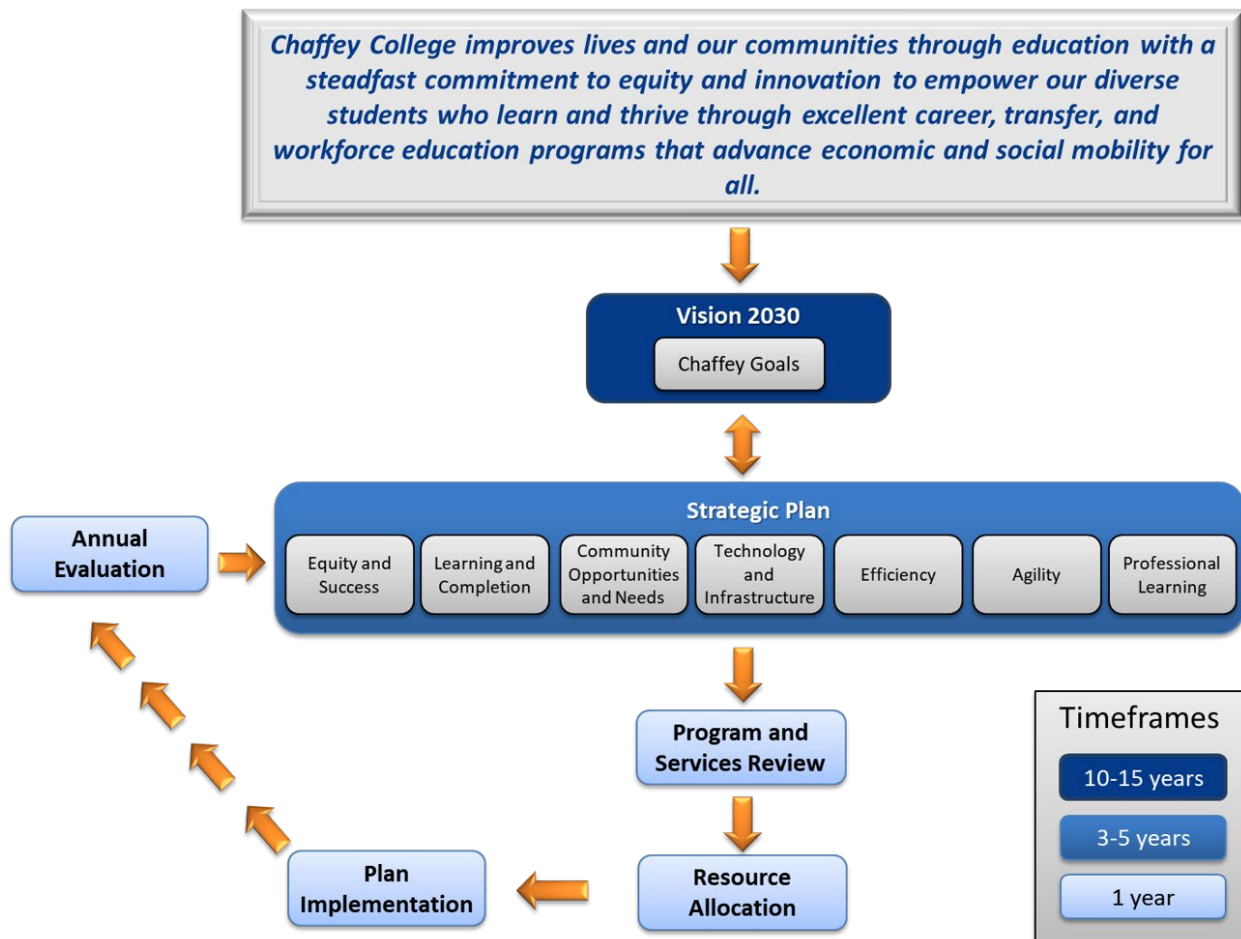 Chaffey College improves lives and our communities through education with a
steadfast commitment to equity and innovation to empower our diverse
students who learn and thrive through excellent career, transfer, and
workforce education programs that advance economic and social mobility for
all.
Vision 2030
Chaffey Goals
Strategic Plan
Equity and
Success
Learning and
Completion
Community
Opportunities
and Needs
Technology
and
Infrastructure
Efficiency
Agility
Professional
Learning
Annual
Evaluation
Program and
Services Review
Resource
Allocation
Plan
Implementation
Timeframes
10-15 years
3-5 years
1 year